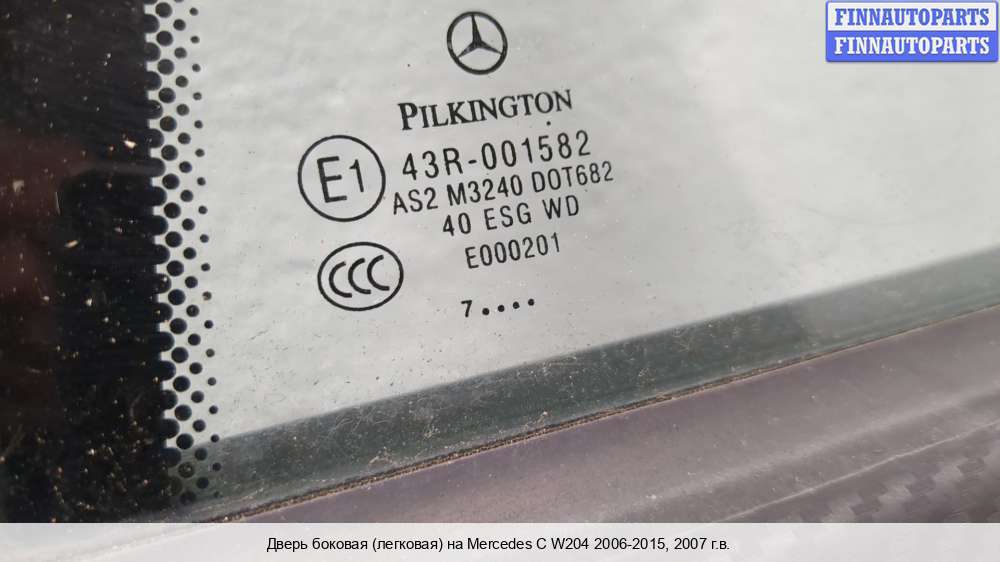 FINNAUTOPARTS
FINNAUTOPARTS
PILKINGTON
E1
43R-001582
AS2 M3240 DOT682
40 ESG WD
E000201
CCC
7....
Дверь боковая (легковая) на Mercedes C W204 2006-2015, 2007 г.в.